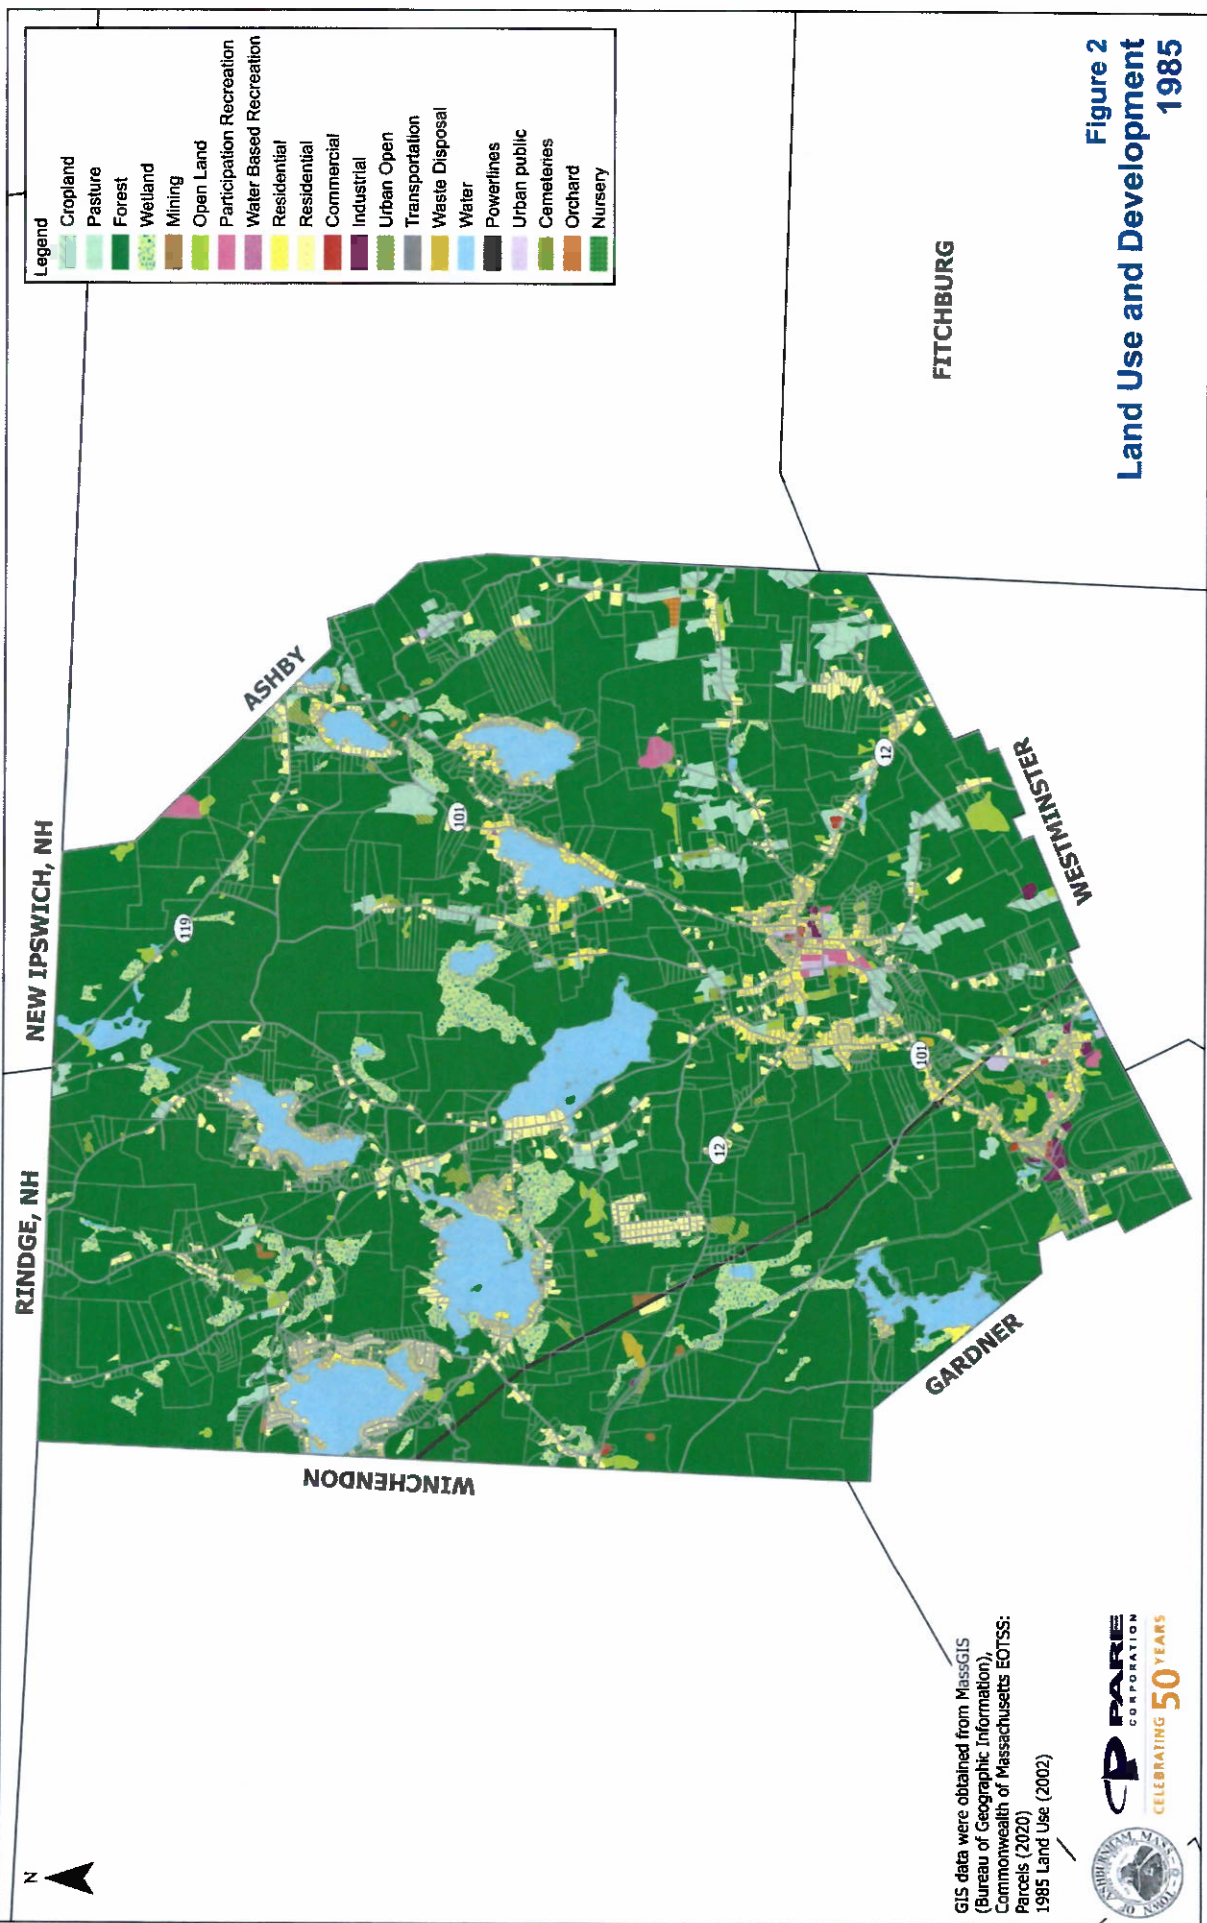 N
RINDGE, NH
NEW IPSWICH, NH
ASHBY
FITCHBURG
WESTMINSTER
GARDNER
WINCHENDON
119
101
12
12
101
Legend
Cropland
Pasture
Forest
Wetland
Mining
Open Land
Participation Recreation
Water Based Recreation
Residential
Residential
Commercial
Industrial
Urban Open
Transportation
Waste Disposal
Water
Powerlines
Urban public
Cemeteries
Orchard
Nursery
GIS data were obtained from MassGIS
(Bureau of Geographic Information),
Commonwealth of Massachusetts EOTSS:
Parcels (2020)
1985 Land Use (2002)
TOWN OF ASHBURNHAM, MASS.
PARE
CORPORATION
CELEBRATING 50 YEARS
Figure 2
Land Use and Development
1985